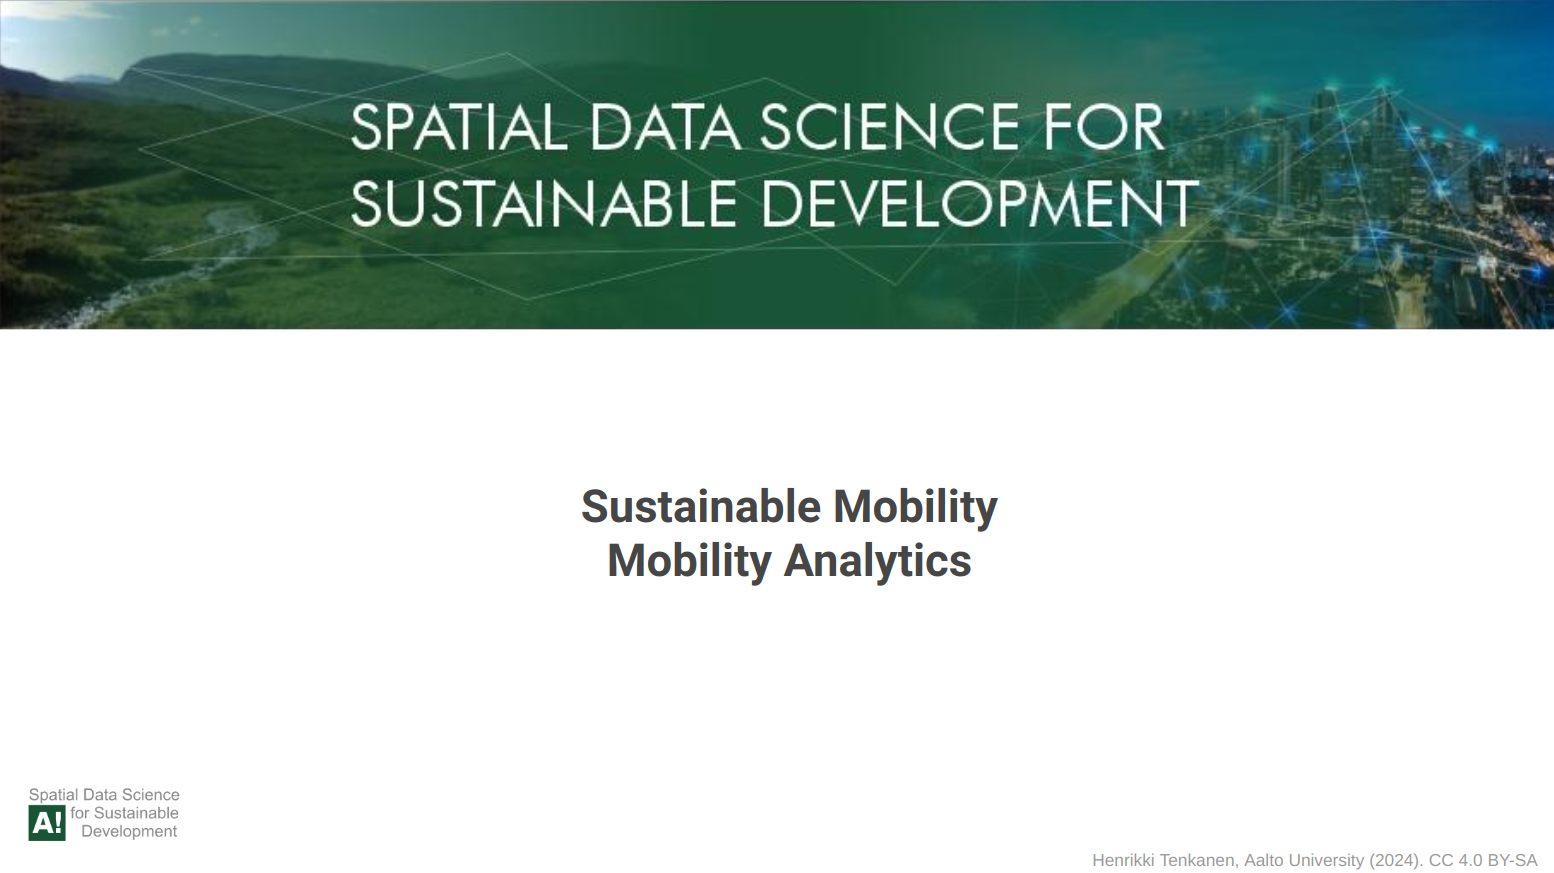 SPATIAL DATA SCIENCE FOR
SUSTAINABLE DEVELOPMENT
Sustainable Mobility
Mobility Analytics
Spatial Data Science
A! for Sustainable
Development
Henrikki Tenkanen, Aalto University (2024). CC 4.0 BY-SA